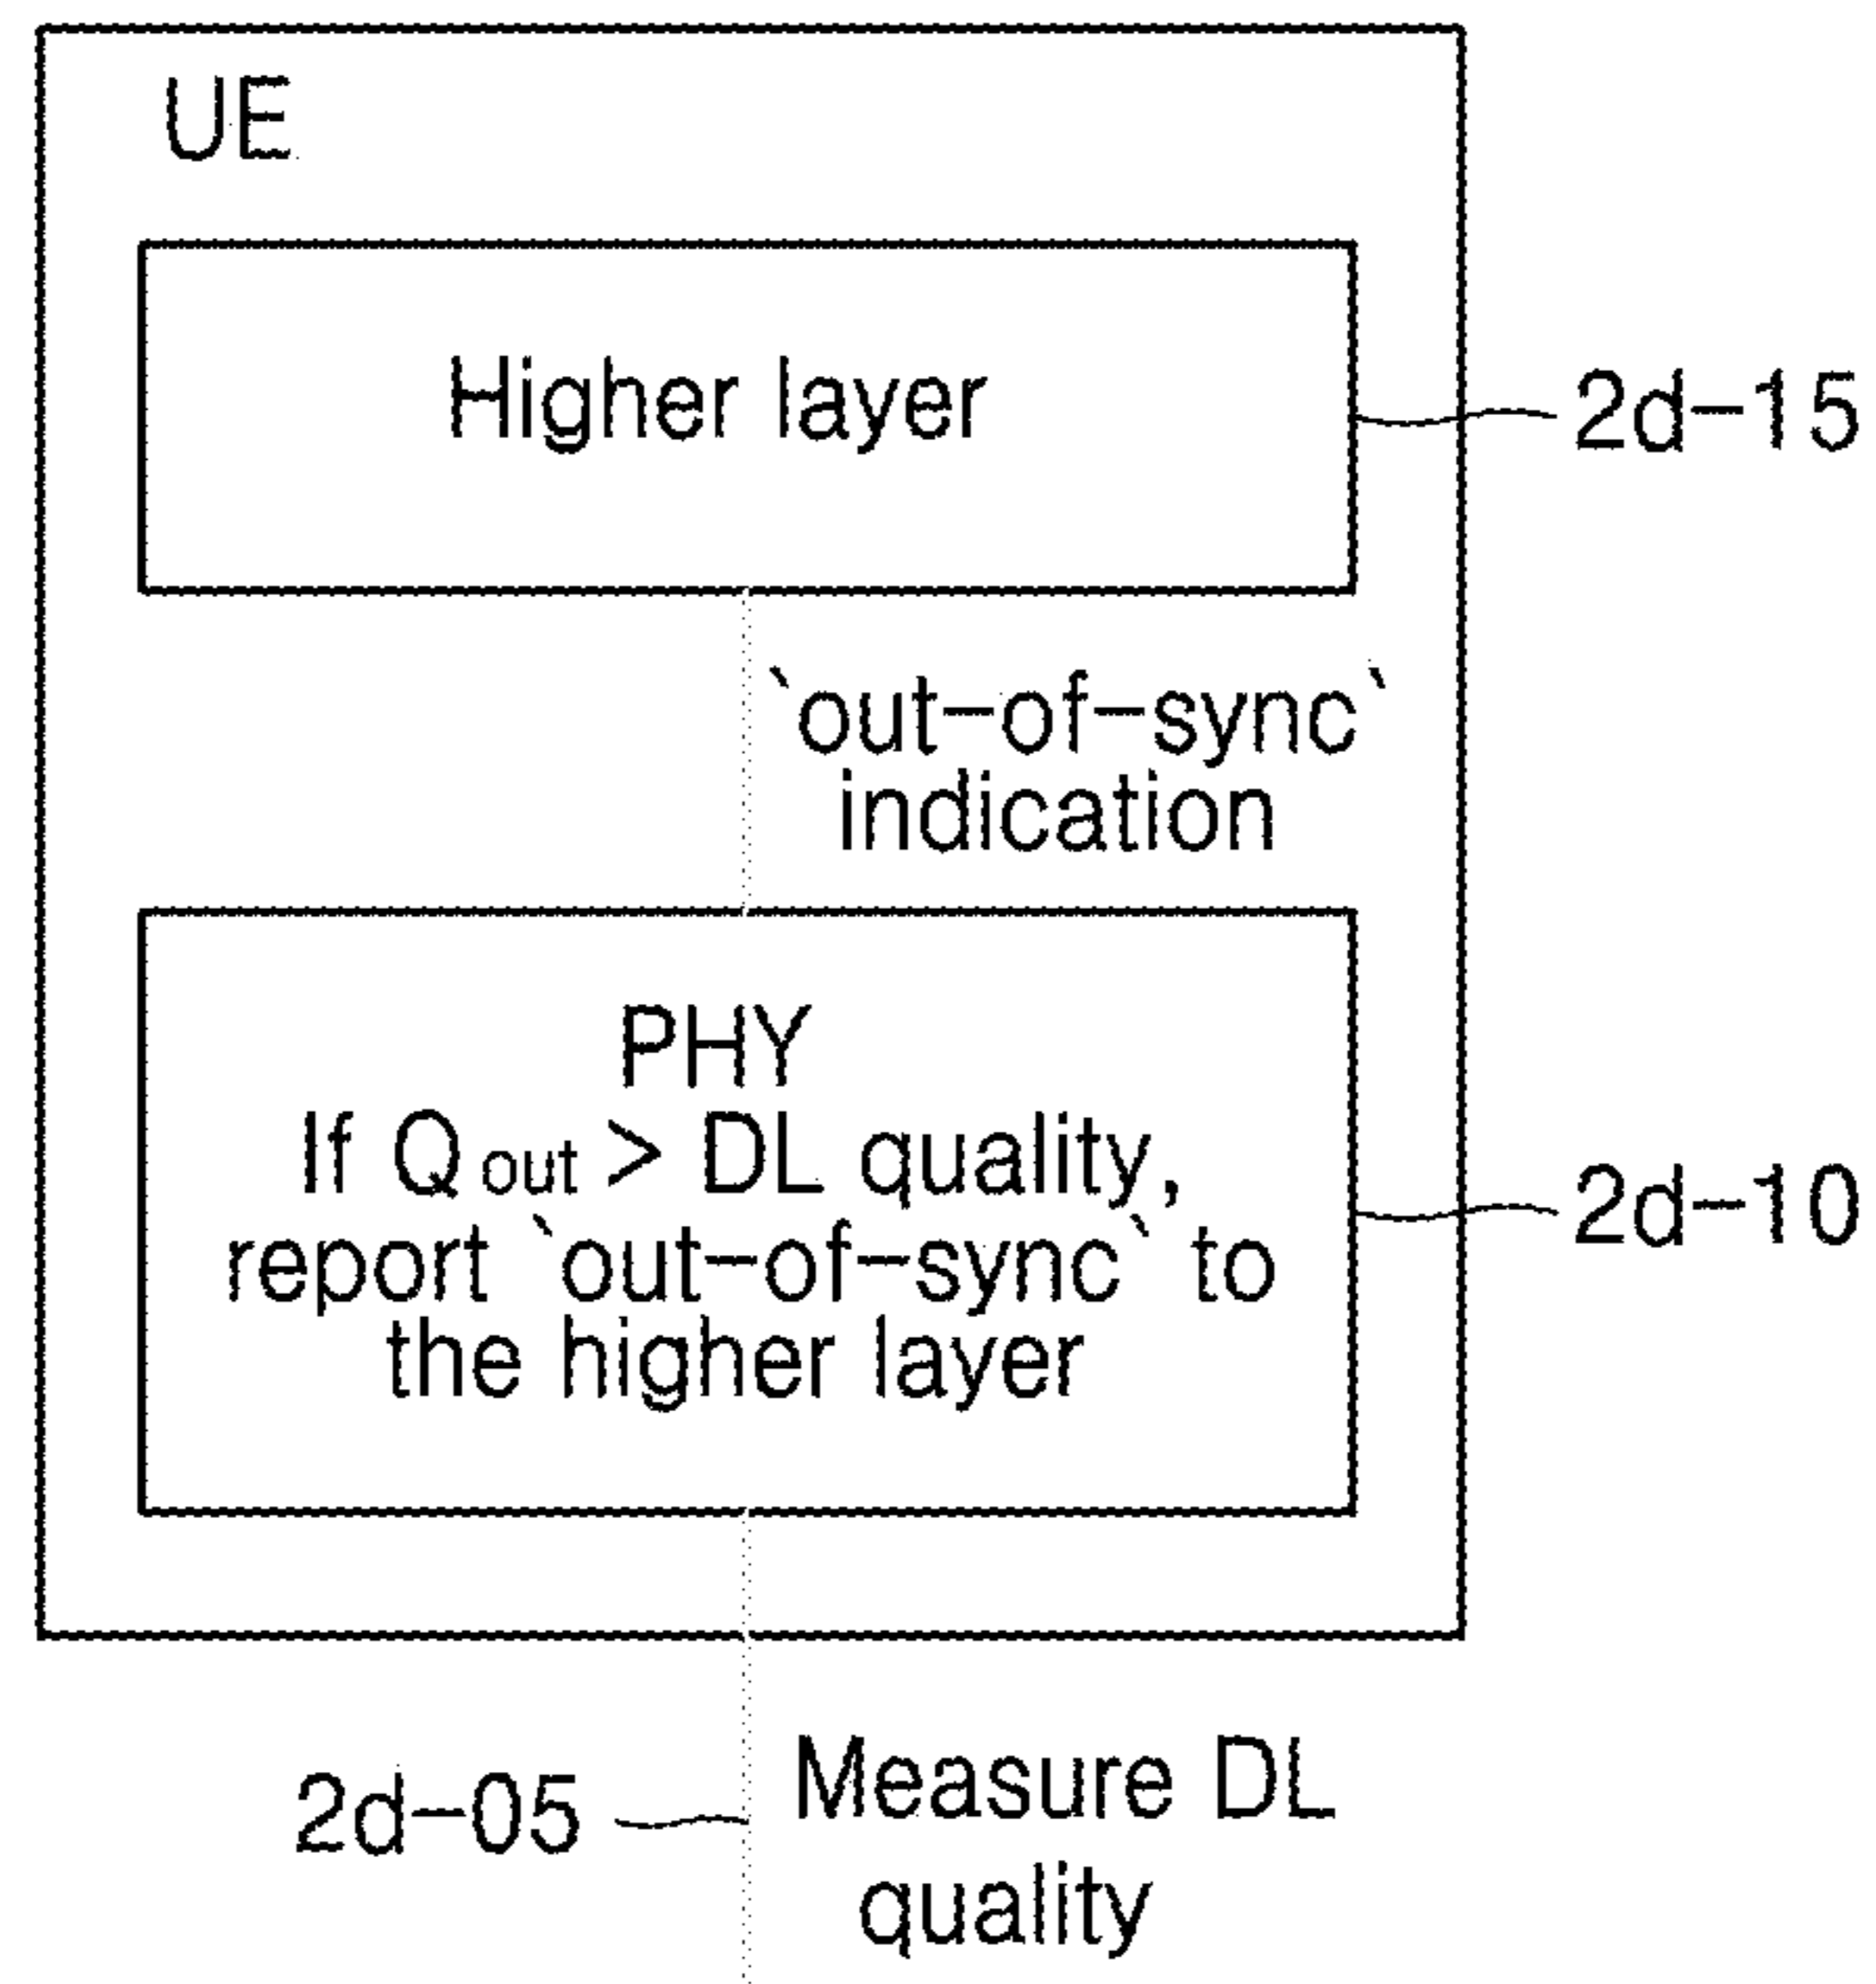 UE
Higher layer
2d-15
`out-of-sync`
indication
PHY
If Qout > DL quality,
report `out-of-sync` to
the higher layer
2d-10
2d-05
Measure DL
quality